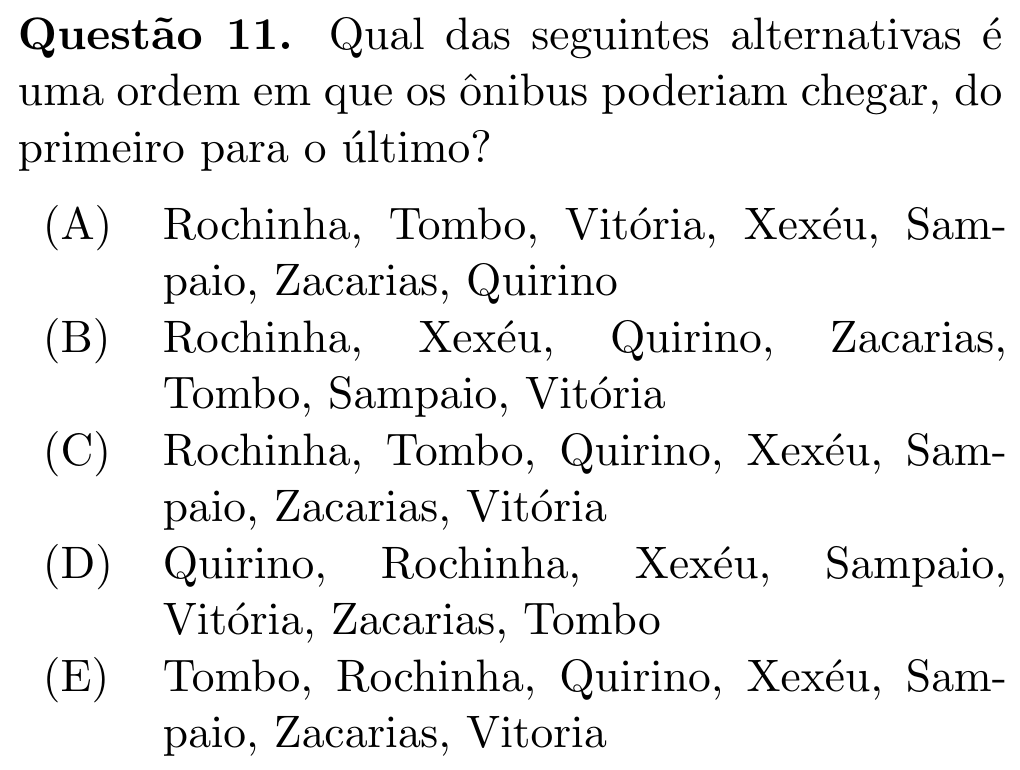 Questão 11. Qual das seguintes alternativas é
uma ordem em que os ônibus poderiam chegar, do
primeiro para o último?
(A) Rochinha, Tombo, Vitória, Xexéu, Sam-
paio, Zacarias, Quirino
(B) Rochinha, Xexéu, Quirino, Zacarias,
Tombo, Sampaio, Vitória
(C) Rochinha, Tombo, Quirino, Xexéu, Sam-
paio, Zacarias, Vitória
(D) Quirino, Rochinha, Xexéu, Sampaio,
Vitória, Zacarias, Tombo
(E) Tombo, Rochinha, Quirino, Xexéu, Sam-
paio, Zacarias, Vitoria